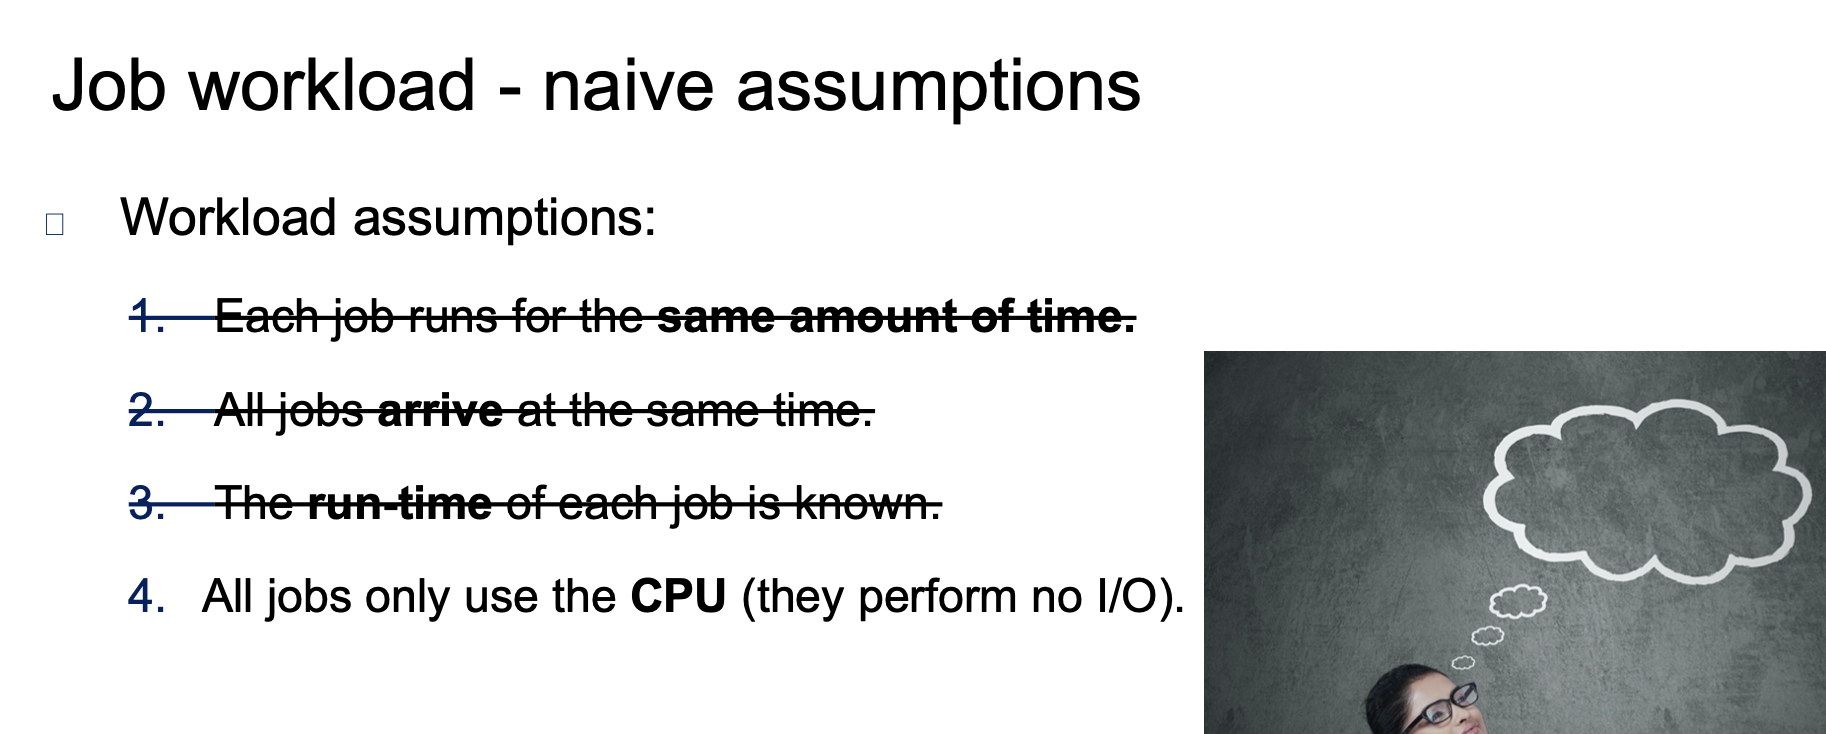 Job workload - naive assumptions
Workload assumptions:
1. Each job runs for the same amount of time.
2. All jobs arrive at the same time.
3. The run-time of each job is known.
4. All jobs only use the CPU (they perform no I/O).